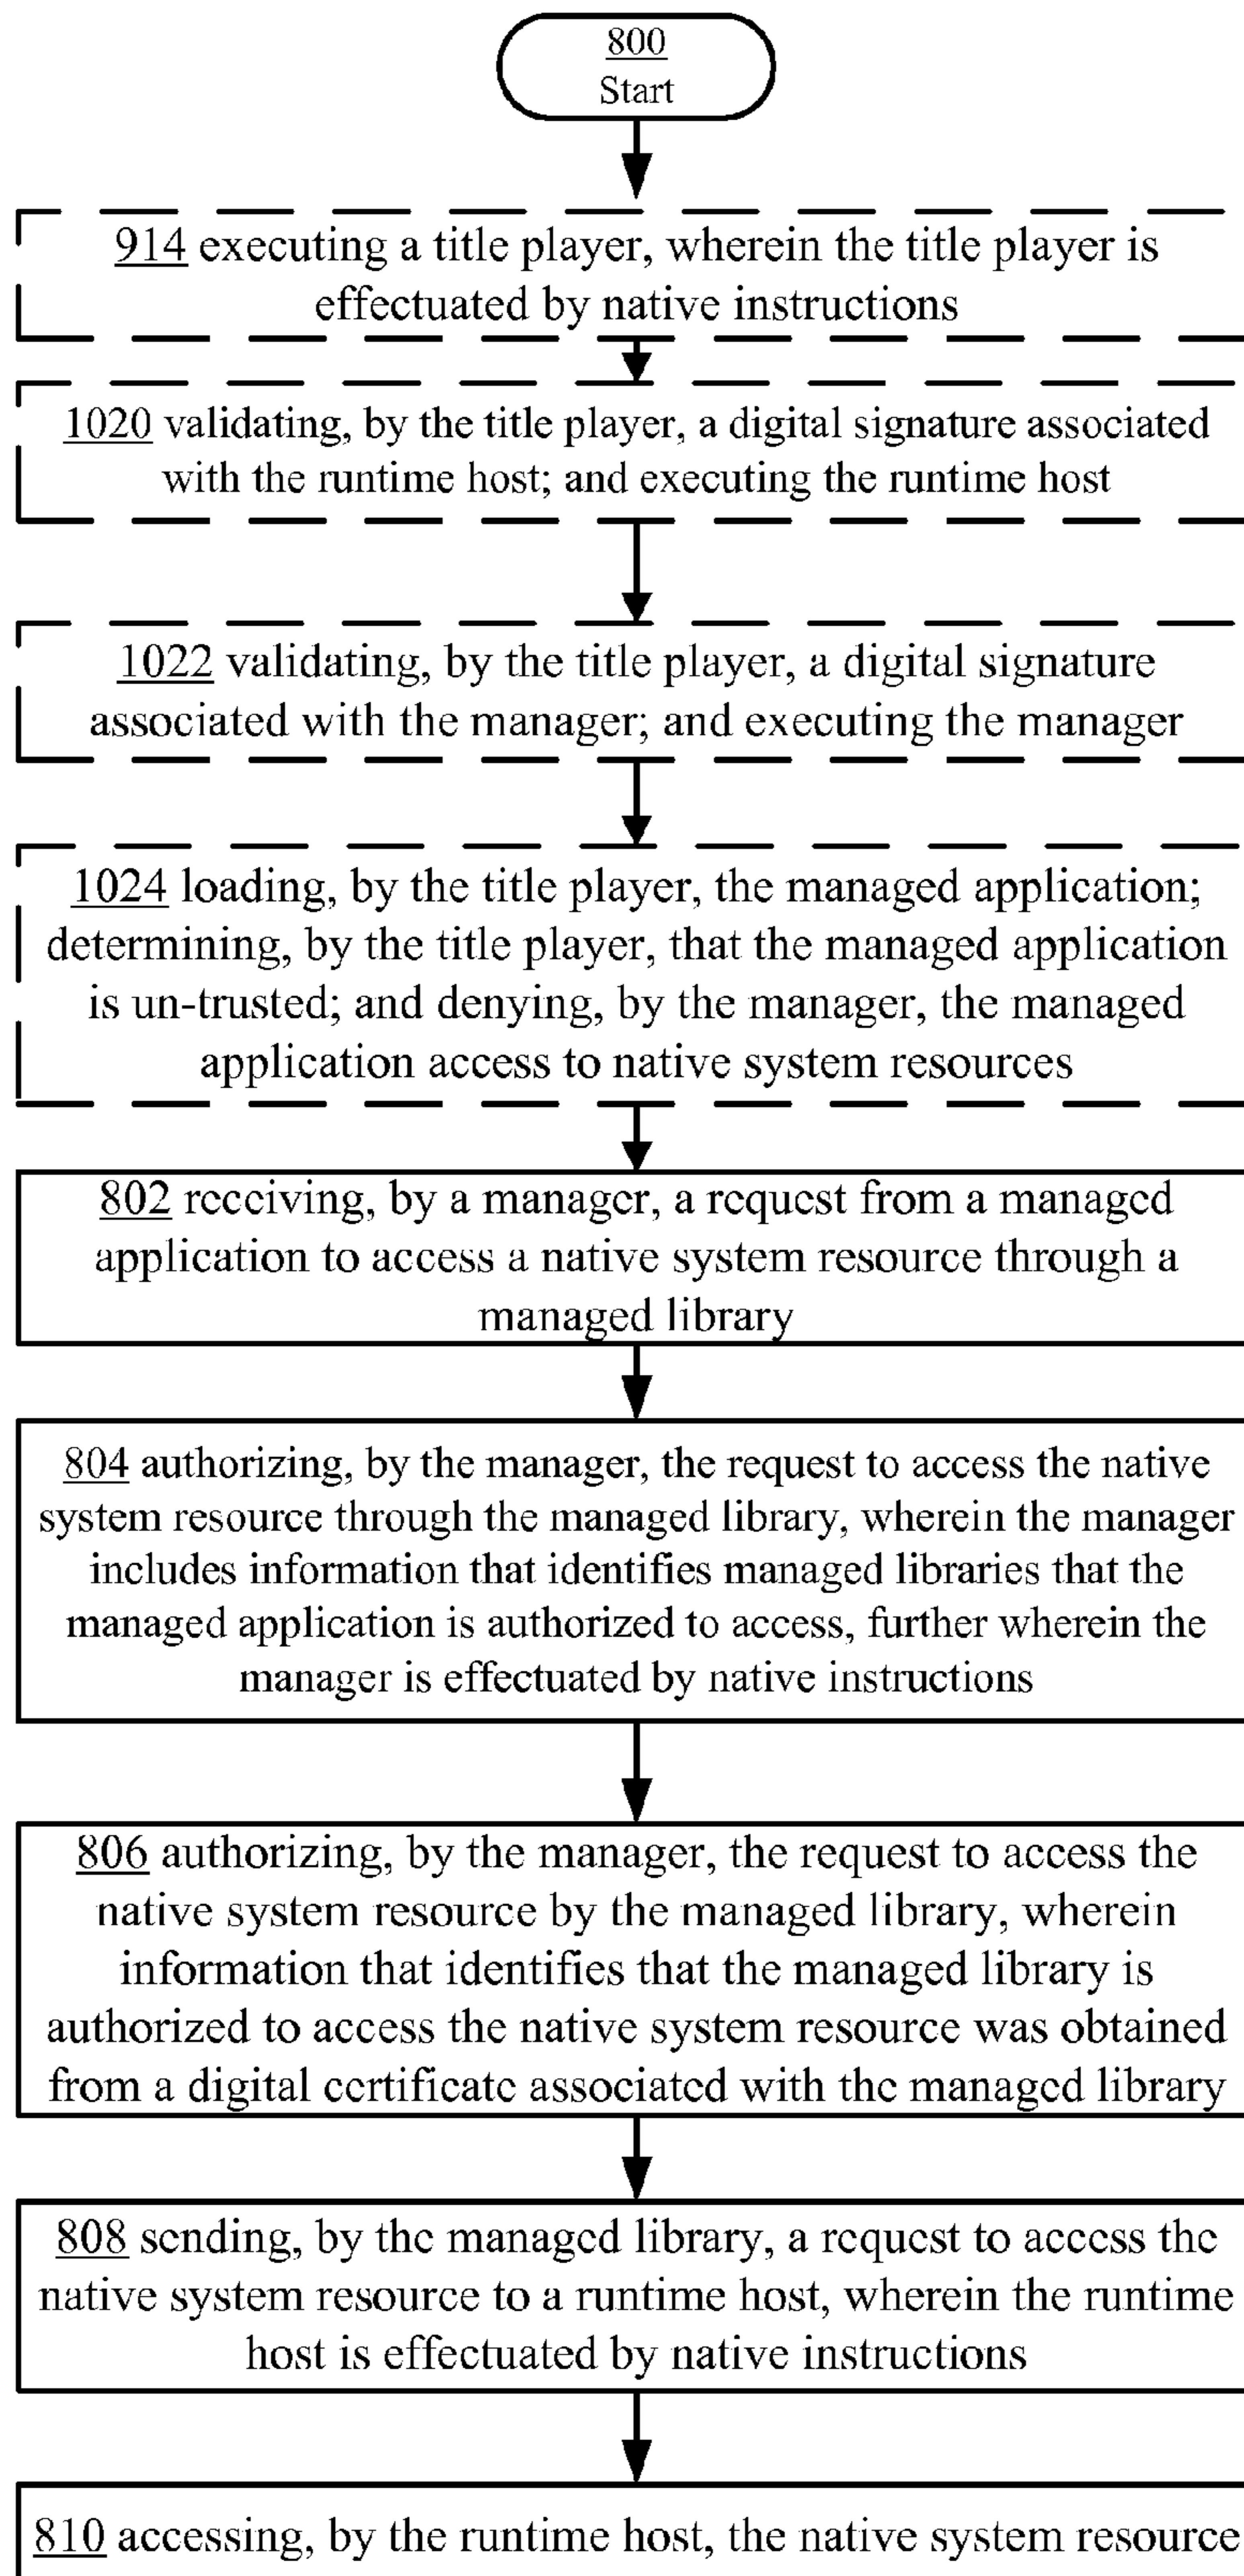 800
Start
914 executing a title player, wherein the title player is
effectuated by native instructions
1020 validating, by the title player, a digital signature associated
with the runtime host; and executing the runtime host
1022 validating, by the title player, a digital signature
associated with the manager; and executing the manager
1024 loading, by the title player, the managed application;
determining, by the title player, that the managed application
is un-trusted; and denying, by the manager, the managed
application access to native system resources
802 receiving, by a manager, a request from a managed
application to access a native system resource through a
managed library
804 authorizing, by the manager, the request to access the native
system resource through the managed library, wherein the manager
includes information that identifies managed libraries that the
managed application is authorized to access, further wherein the
manager is effectuated by native instructions
806 authorizing, by the manager, the request to access the
native system resource by the managed library, wherein
information that identifies that the managed library is
authorized to access the native system resource was obtained
from a digital certificate associated with the managed library
808 sending, by the managed library, a request to access the
native system resource to a runtime host, wherein the runtime
host is effectuated by native instructions
810 accessing, by the runtime host, the native system resource